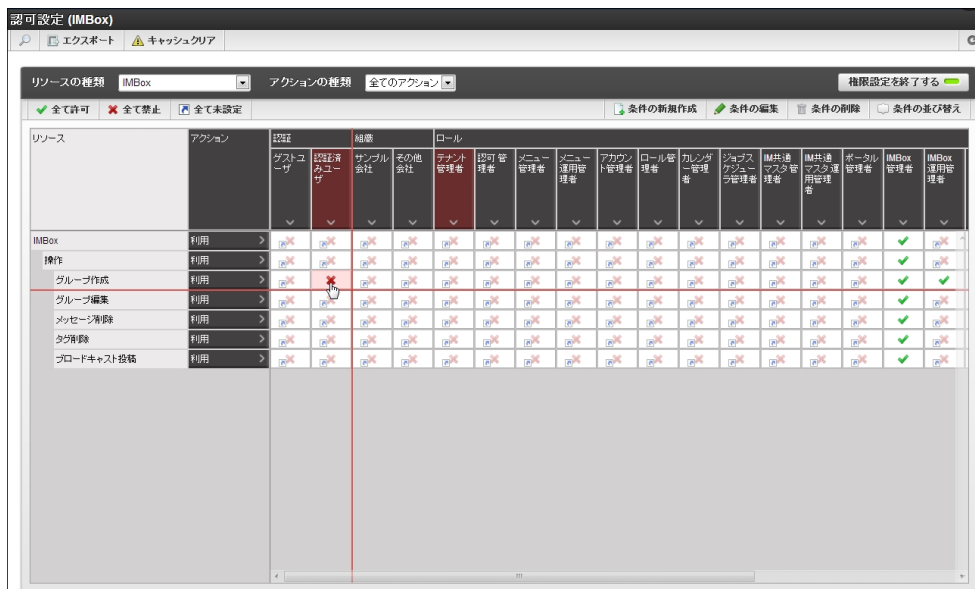 認可設定 (IMBox)
エクスポート キャッシュクリア
リソースの種類 IMBox アクションの種類 全てのアクション 権限設定を終了する
全て許可 全て禁止 全て未設定 条件の新規作成 条件の編集 条件の削除 条件の並び替え
リソース アクション 認証 組織 ロール
ゲストユーザ 認証済みユーザ サンプル会社 その他会社 テナント管理者 認可管理者 メニュー管理者 メニュー運用管理者 アカウント管理者 ロール管理者 カレンダー管理者 ジョブスケジューラ管理者 IM共通マスタ管理者 IM共通マスタ運用管理者 ポータル管理者 IMBox管理者 IMBox運用管理者
IMBox 利用
操作 利用
グループ作成 利用
グループ編集 利用
メッセージ削除 利用
タグ削除 利用
ブロードキャスト投稿 利用